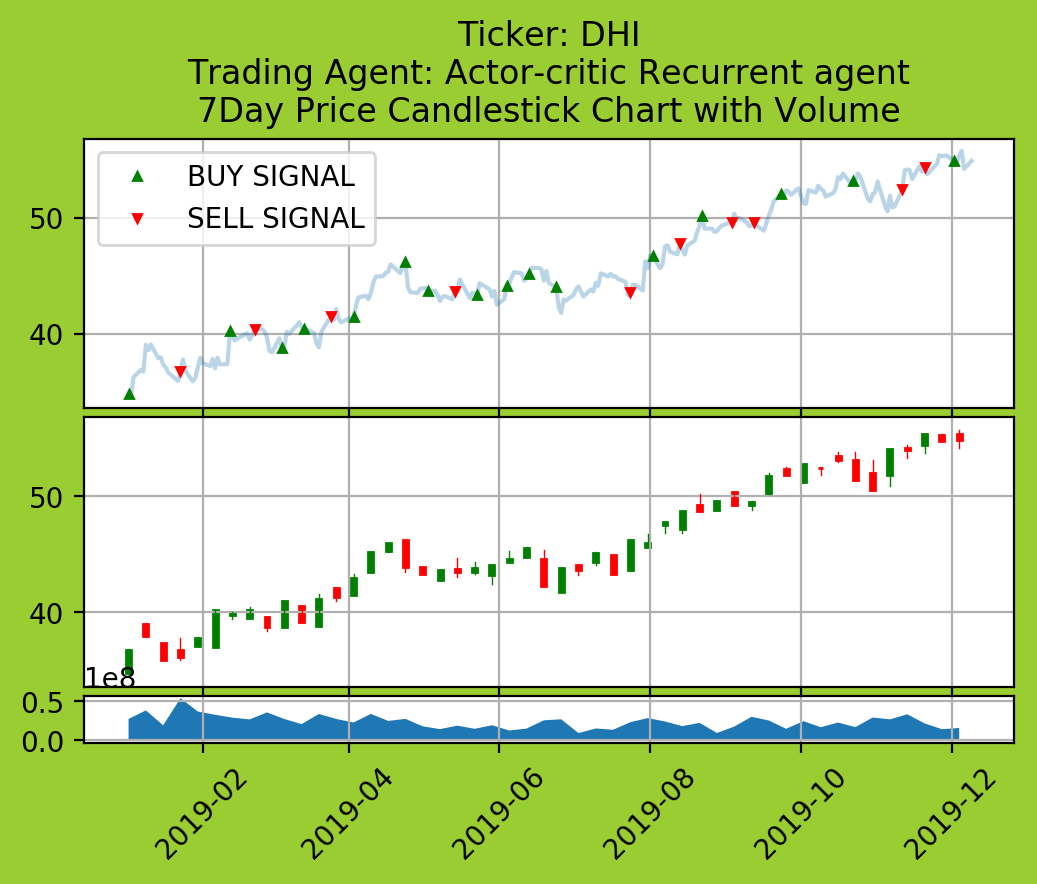 Ticker: DHI
Trading Agent: Actor-critic Recurrent agent
7Day Price Candlestick Chart with Volume
BUY SIGNAL
SELL SIGNAL
50
40
50
40
1e8
0.5
0.0
2019-02
2019-04
2019-06
2019-08
2019-10
2019-12